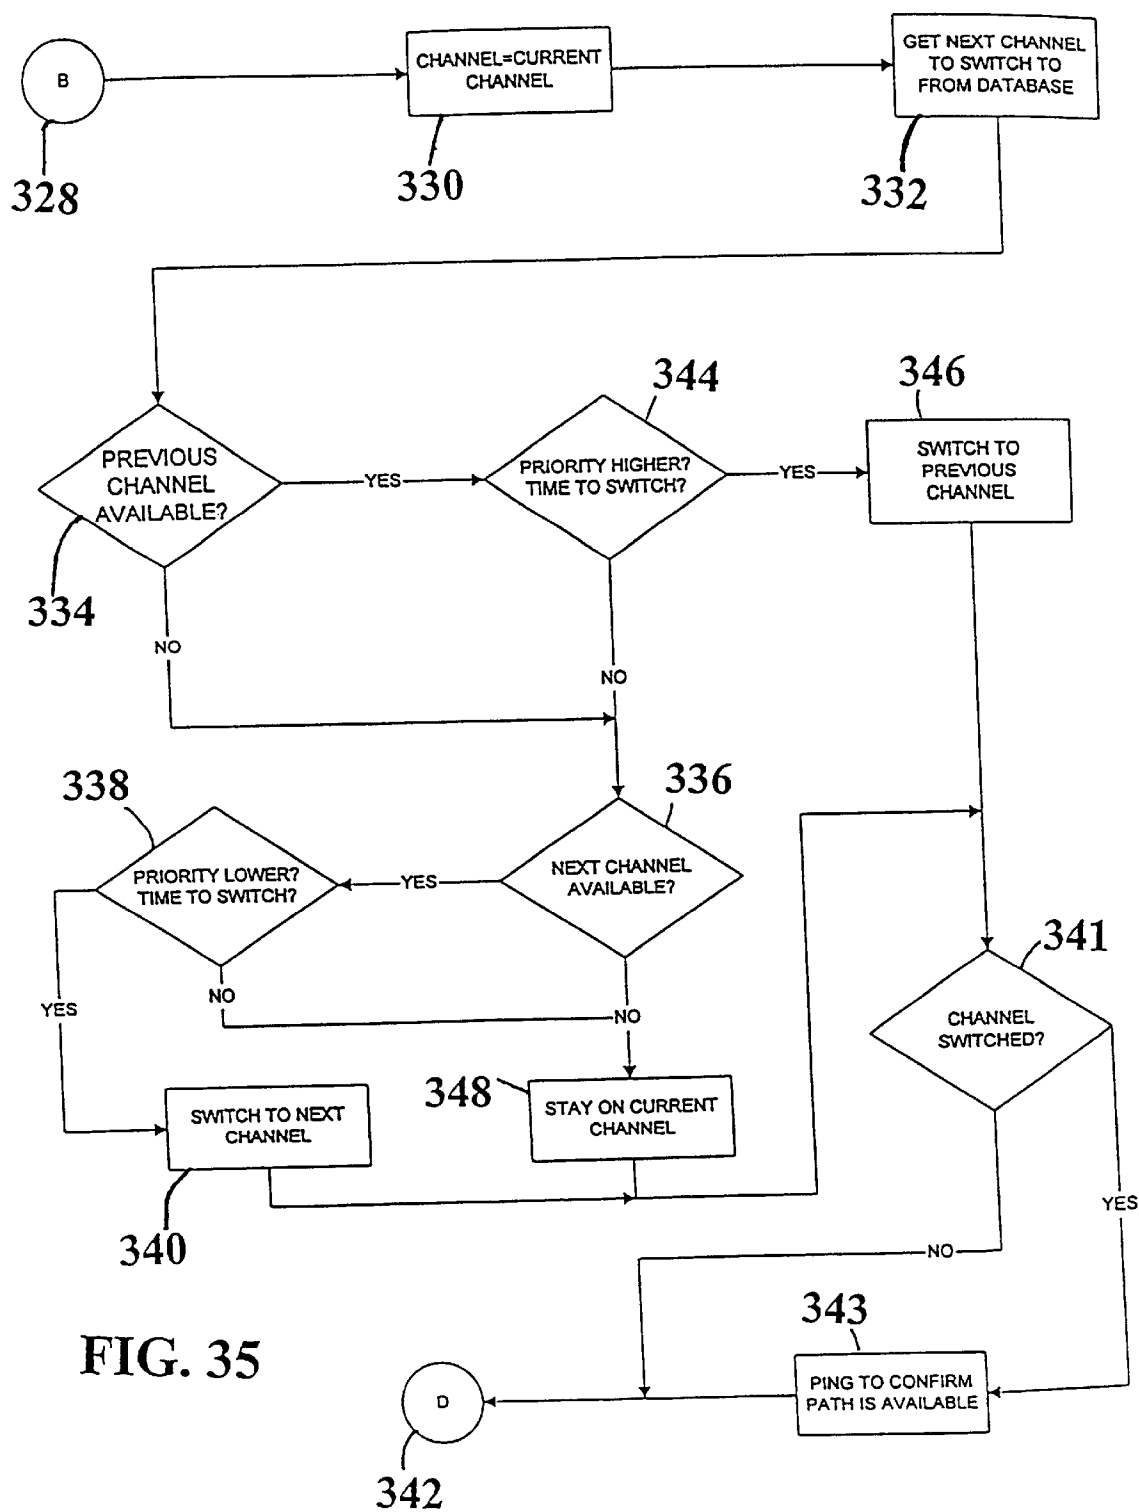 B
CHANNEL=CURRENT
CHANNEL
GET NEXT CHANNEL
TO SWITCH TO
FROM DATABASE
328
330
332
344
346
PREVIOUS
CHANNEL
AVAILABLE?
YES
PRIORITY HIGHER?
TIME TO SWITCH?
YES
SWITCH TO
PREVIOUS
CHANNEL
334
NO
NO
338
336
PRIORITY LOWER?
TIME TO SWITCH?
YES
NEXT CHANNEL
AVAILABLE?
341
YES
NO
NO
CHANNEL
SWITCHED?
348
SWITCH TO NEXT
CHANNEL
STAY ON CURRENT
CHANNEL
YES
340
NO
343
FIG. 35
D
PING TO CONFIRM
PATH IS AVAILABLE
342